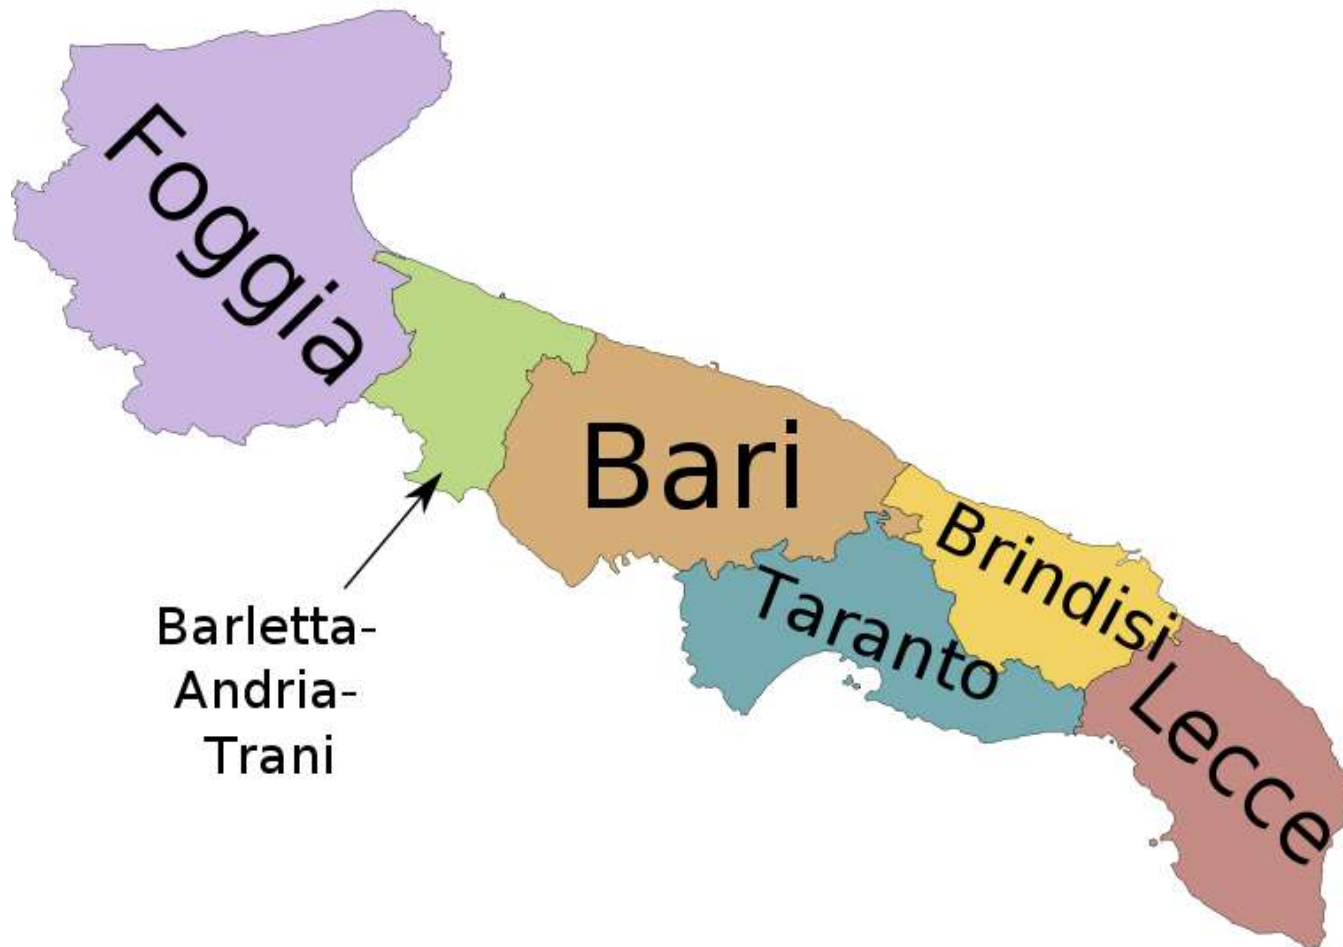 Foggia
Bari
Brindisi
Taranto
Lecce
Barletta-
Andria-
Trani